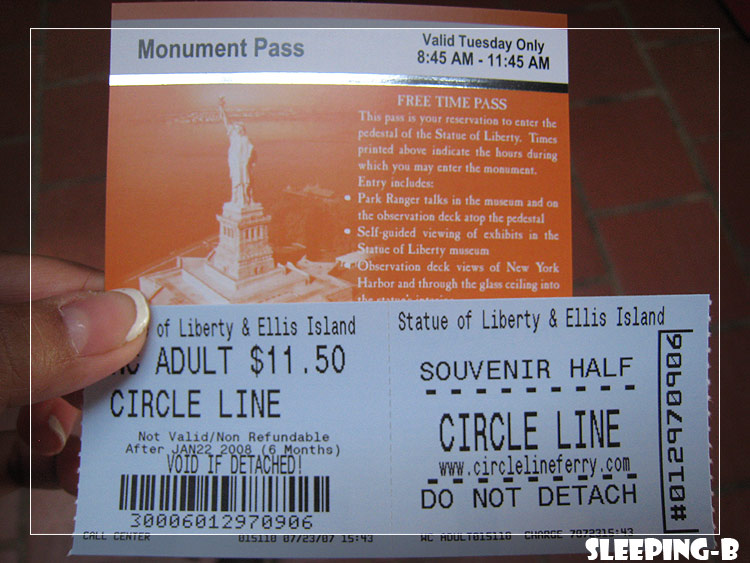 Monument Pass
Valid Tuesday Only
8:45 AM - 11:45 AM
FREE TIME PASS
This pass is your reservation to enter the
pedestal of the Statue of Liberty. Times
printed above indicate the hours during
which you may enter the monument.
Entry includes:
• Park Ranger talks in the museum and on
the observation deck atop the pedestal
• Self-guided viewing of exhibits in the
Statue of Liberty museum
• Observation deck views of New York
Harbor and through the glass ceiling into
the statue's interior
of Liberty & Ellis Island
ADULT $11.50
CIRCLE LINE
Not Valid/Non Refundable
After JAN22 2008 (6 Months)
VOID IF DETACHED!
30006012970906
CALL CENTER 015110 07/23/07 15:43
Statue of Liberty & Ellis Island
SOUVENIR HALF
CIRCLE LINE
www.circlelineferry.com
DO NOT DETACH
WC ADULT015110 CHARGE
SLEEPING-B